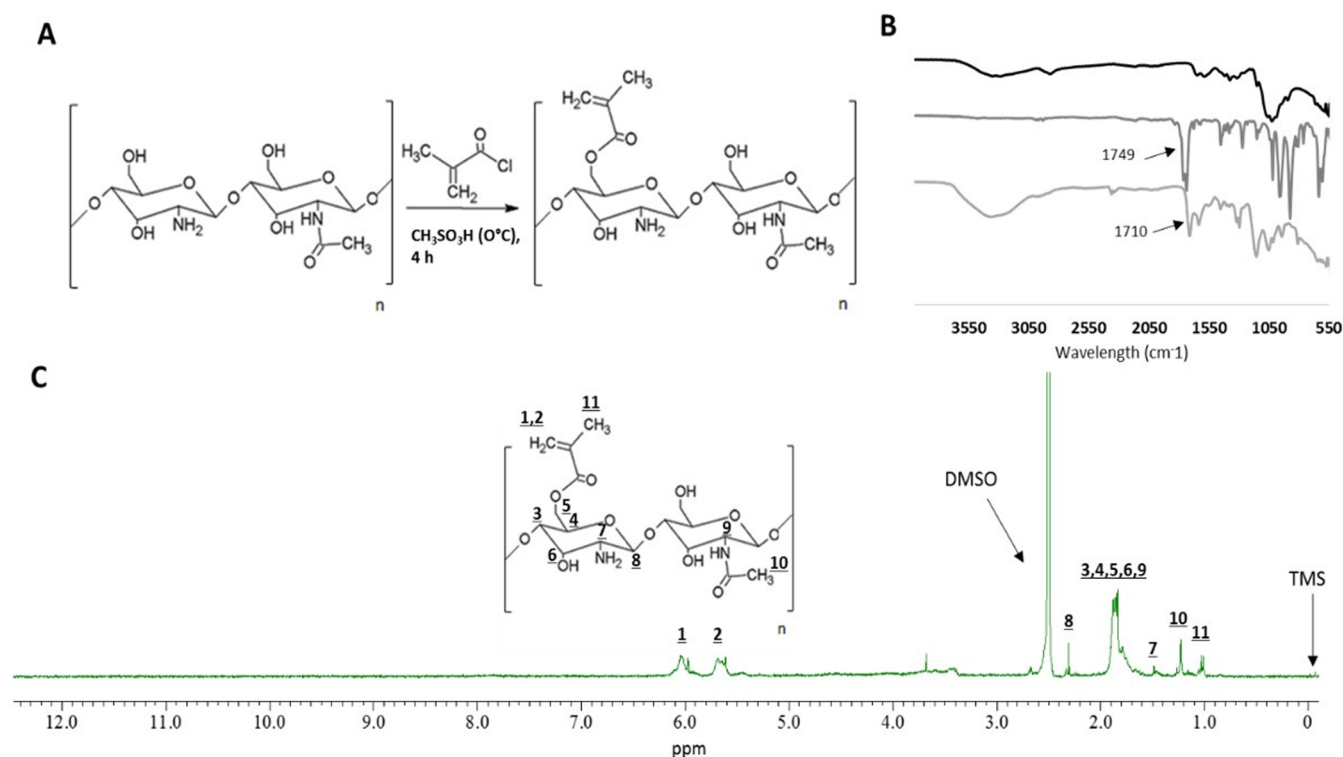 A
OH
OH
O
O
O
O
O
NH₂
OH
OH
HN
O
CH₃
n
H₃C
O
Cl
CH₂
CH₃SO₃H (O°C),
4 h
CH₃
H₂C
O
O
OH
O
O
O
O
O
OH
NH₂
OH
HN
O
CH₃
n
B
1749
1710
3550 3050 2550 2050 1550 1050 550
Wavelength (cm-1)
C
11
1,2
CH₃
H₂C
O
O
5
OH
3
4
O
7
O
9
O
O
O
6
OH
NH₂
8
OH
HN
10
CH₃
O
n
DMSO
3,4,5,6,9
TMS
1
2
8
7
10
11
12.0 11.0 10.0 9.0 8.0 7.0 6.0 5.0 4.0 3.0 2.0 1.0 0
ppm